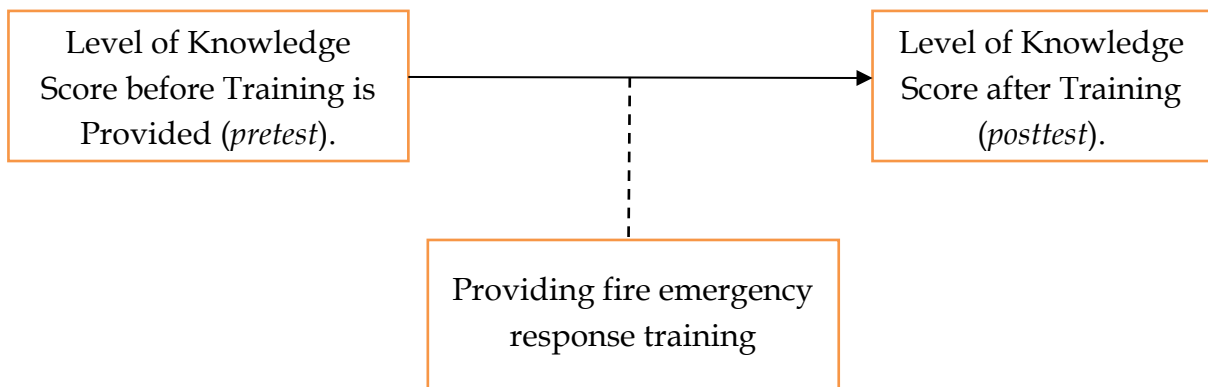 Level of Knowledge
Score before Training is
Provided (pretest).
Level of Knowledge
Score after Training
(posttest).
Providing fire emergency
response training